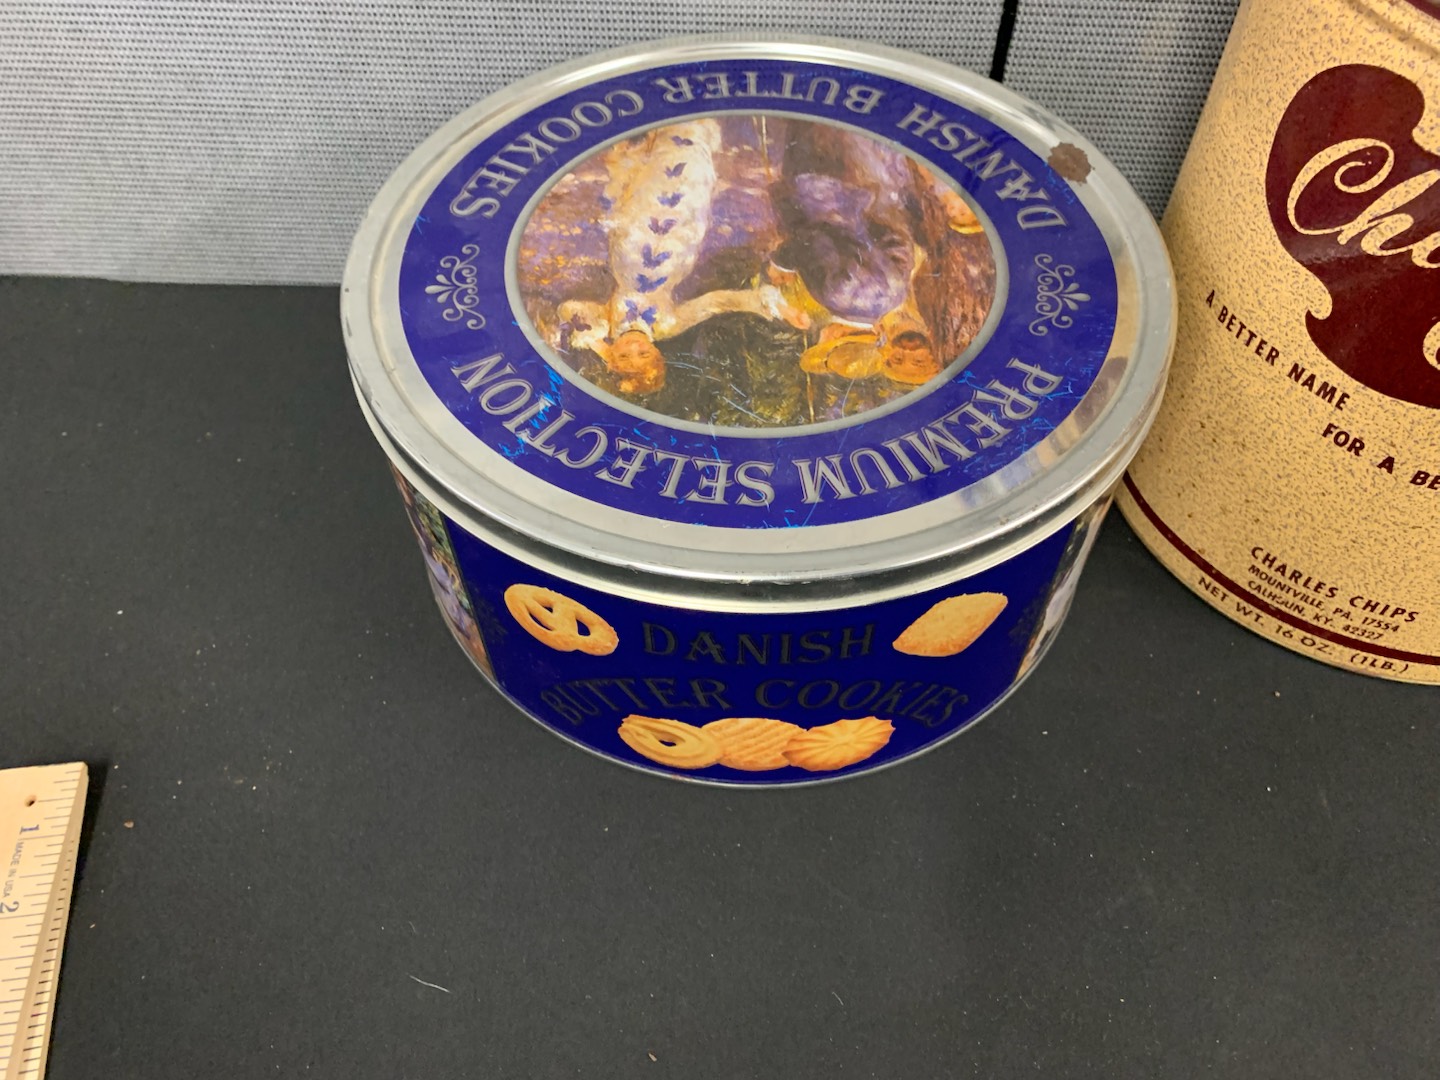 DANISH BUTTER COOKIES
PREMIUM SELECTION
DANISH
BUTTER COOKIES
A BETTER NAME
FOR A
CHARLES CHIPS
MOUNTVILLE, PA. 17554
CALHOUN, KY. 42327
NET WT. 16 OZ. (1LB.)
1
MADE IN USA
2